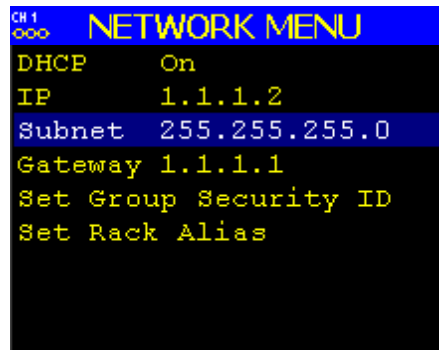 CH 1
NETWORK MENU
DHCP On
IP 1.1.1.2
Subnet 255.255.255.0
Gateway 1.1.1.1
Set Group Security ID
Set Rack Alias